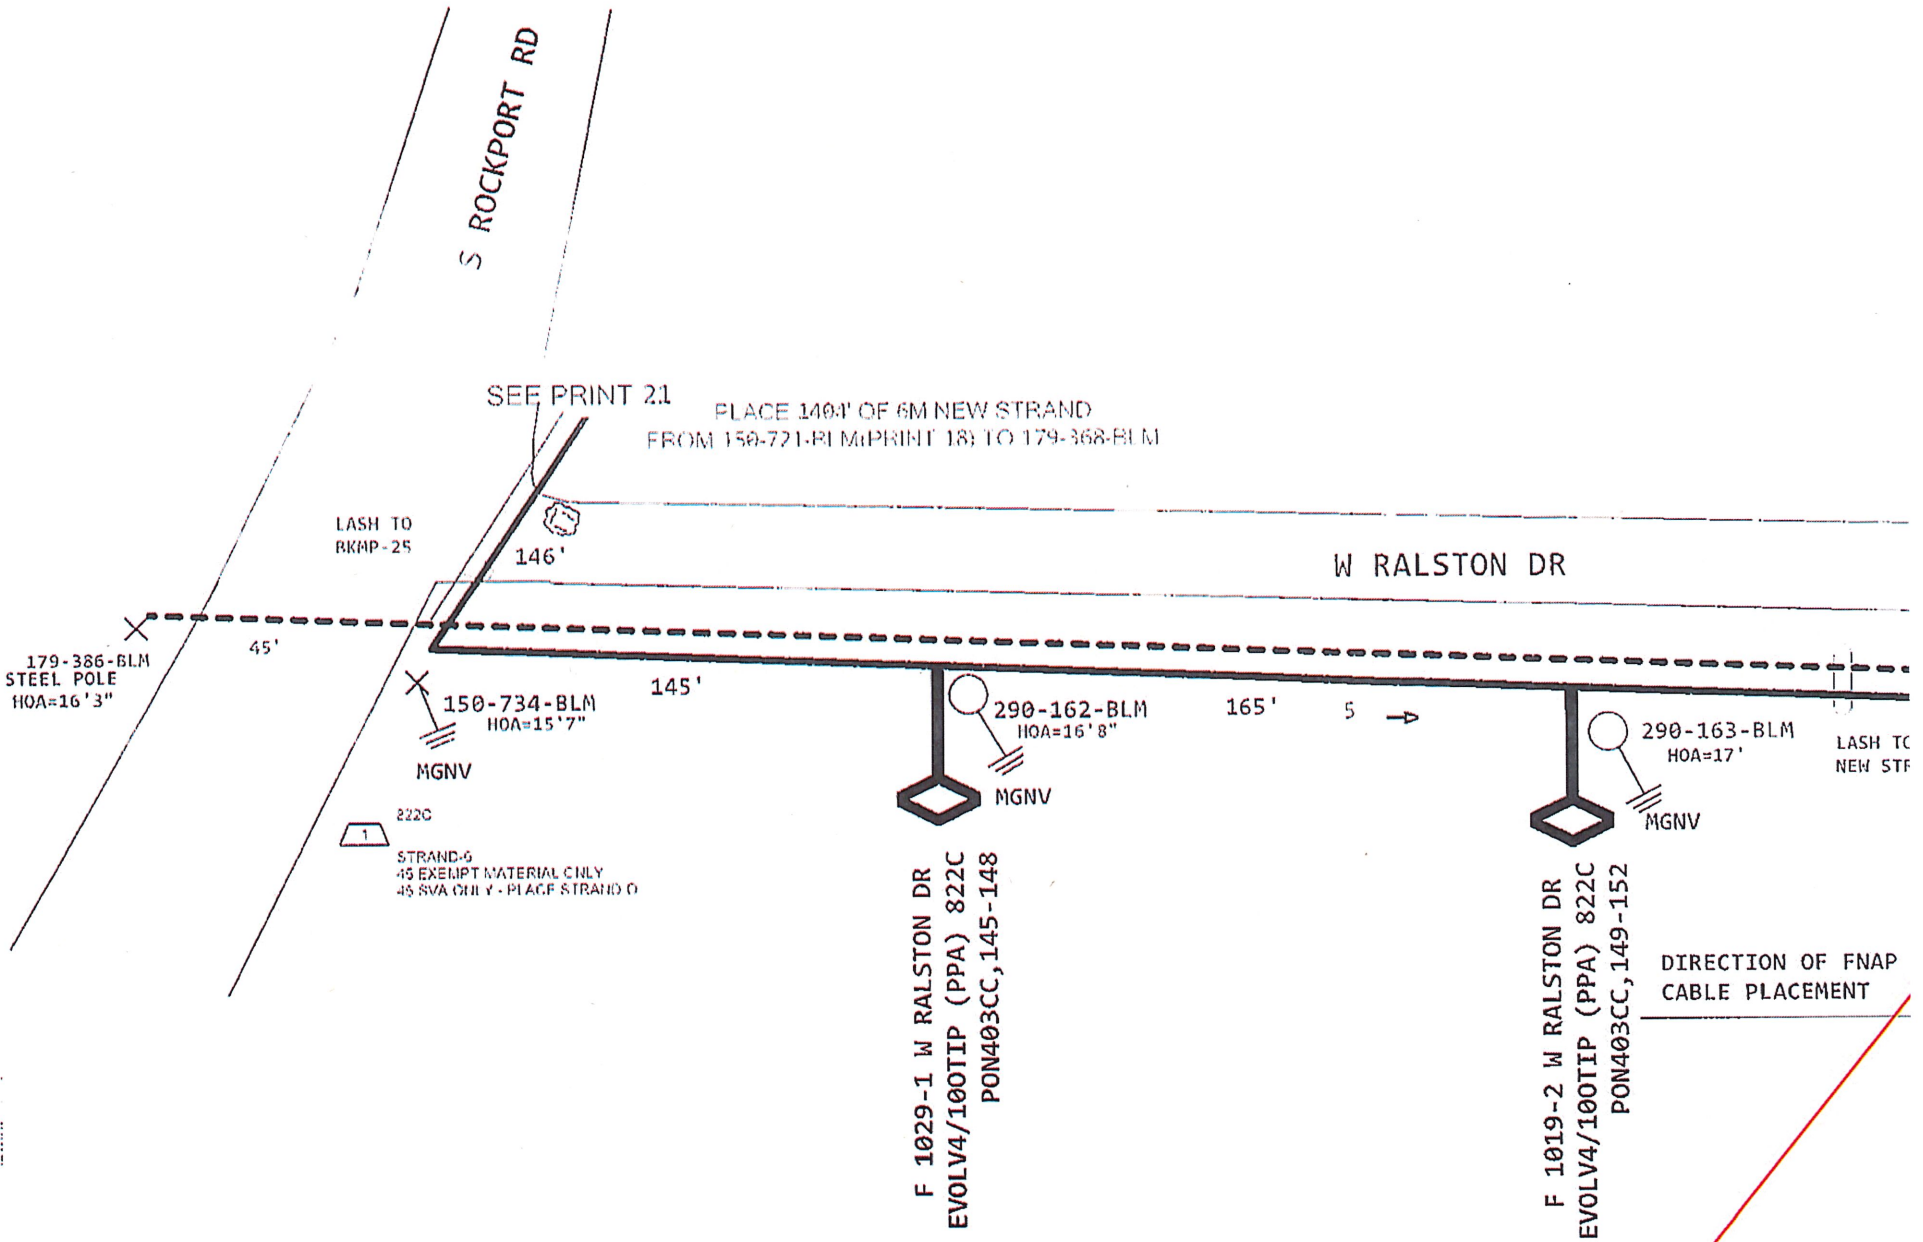 S ROCKPORT RD
SEE PRINT 21
PLACE 1404' OF 6M NEW STRAND
FROM 150-721-BLM(PRINT 18) TO 179-368-BLM
LASH TO
BKMP-25
146'
W RALSTON DR
45'
179-386-BLM
STEEL POLE
HOA=16'3"
150-734-BLM
HOA=15'7"
MGNV
145'
290-162-BLM
HOA=16'8"
MGNV
165'
5
290-163-BLM
HOA=17'
MGNV
LASH TO
NEW STR
1
822C
STRAND-6
45 EXEMPT MATERIAL ONLY
45 SVA ONLY - PLACE STRAND O
F 1029-1 W RALSTON DR
EVOLV4/100TIP (PPA) 822C
PON403CC,145-148
F 1019-2 W RALSTON DR
EVOLV4/100TIP (PPA) 822C
PON403CC,149-152
DIRECTION OF FNAP
CABLE PLACEMENT